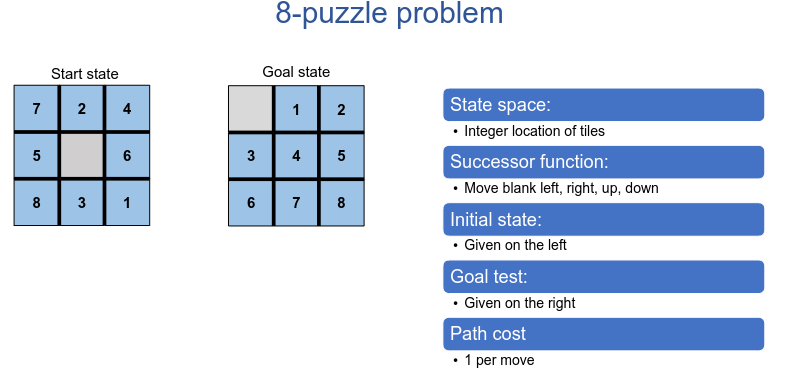 8-puzzle problem
Start state
7 2 4
5 6
8 3 1
Goal state
1 2
3 4 5
6 7 8
State space:
• Integer location of tiles
Successor function:
• Move blank left, right, up, down
Initial state:
• Given on the left
Goal test:
• Given on the right
Path cost
• 1 per move